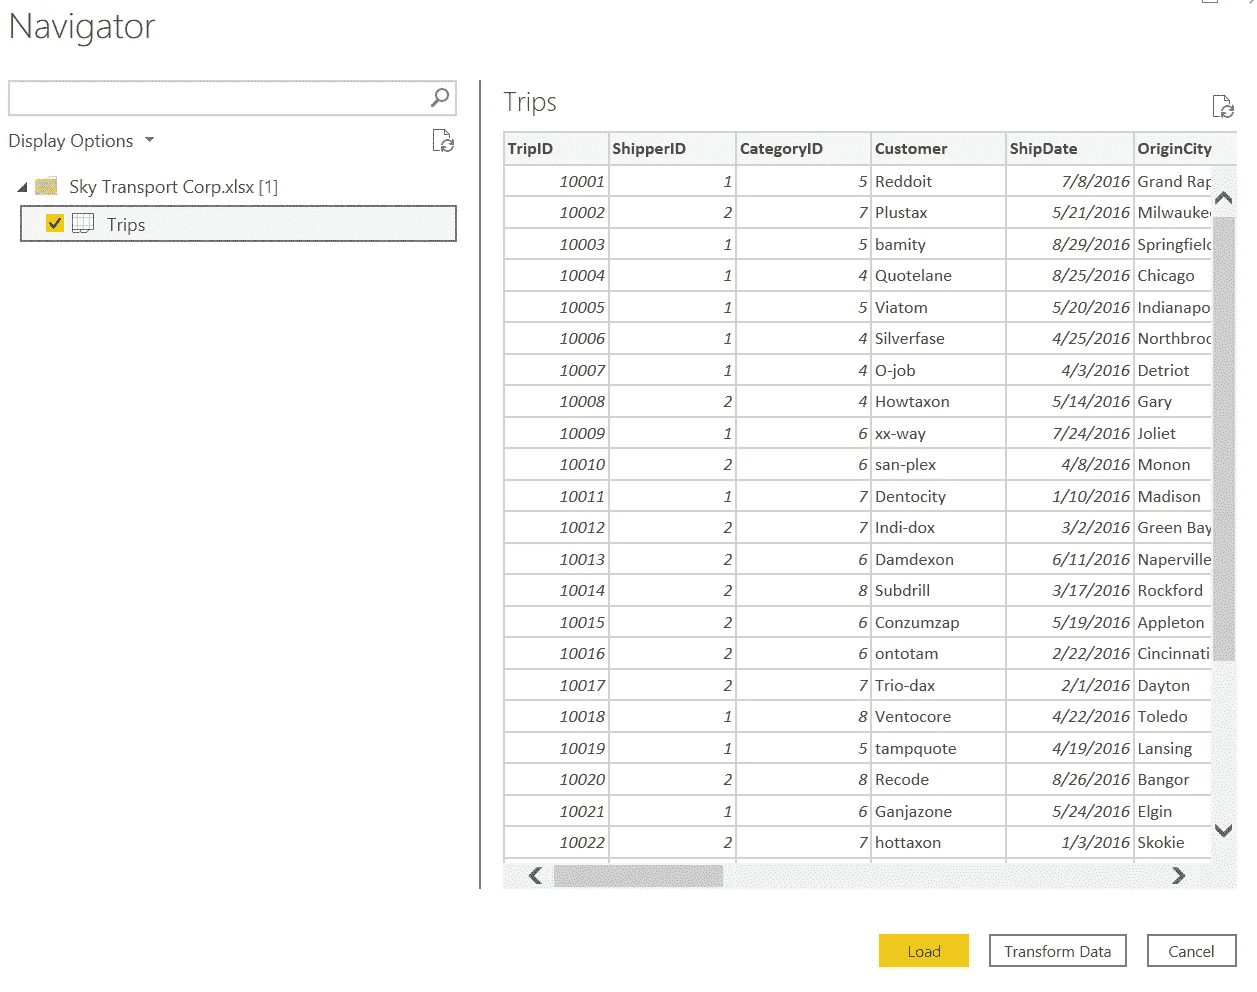 Navigator
Display Options
Sky Transport Corp.xlsx [1]
Trips
Trips
TripID ShipperID CategoryID Customer ShipDate OriginCity
10001 1 5 Reddoit 7/8/2016 Grand Rap
10002 2 7 Plustax 5/21/2016 Milwauke
10003 1 5 bamity 8/29/2016 Springfield
10004 1 4 Quotelane 8/25/2016 Chicago
10005 1 5 Viatom 5/20/2016 Indianapo
10006 1 4 Silverfase 4/25/2016 Northbroo
10007 1 4 O-job 4/3/2016 Detriot
10008 2 4 Howtaxon 5/14/2016 Gary
10009 1 6 xx-way 7/24/2016 Joliet
10010 2 6 san-plex 4/8/2016 Monon
10011 1 7 Dentocity 1/10/2016 Madison
10012 2 7 Indi-dox 3/2/2016 Green Bay
10013 2 6 Damdexon 6/11/2016 Naperville
10014 2 8 Subdrill 3/17/2016 Rockford
10015 2 6 Conzumzap 5/19/2016 Appleton
10016 2 6 ontotam 2/22/2016 Cincinnati
10017 2 7 Trio-dax 2/1/2016 Dayton
10018 1 8 Ventocore 4/22/2016 Toledo
10019 1 5 tampquote 4/19/2016 Lansing
10020 2 8 Recode 8/26/2016 Bangor
10021 1 6 Ganjazone 5/24/2016 Elgin
10022 2 7 hottaxon 1/3/2016 Skokie
Load Transform Data Cancel